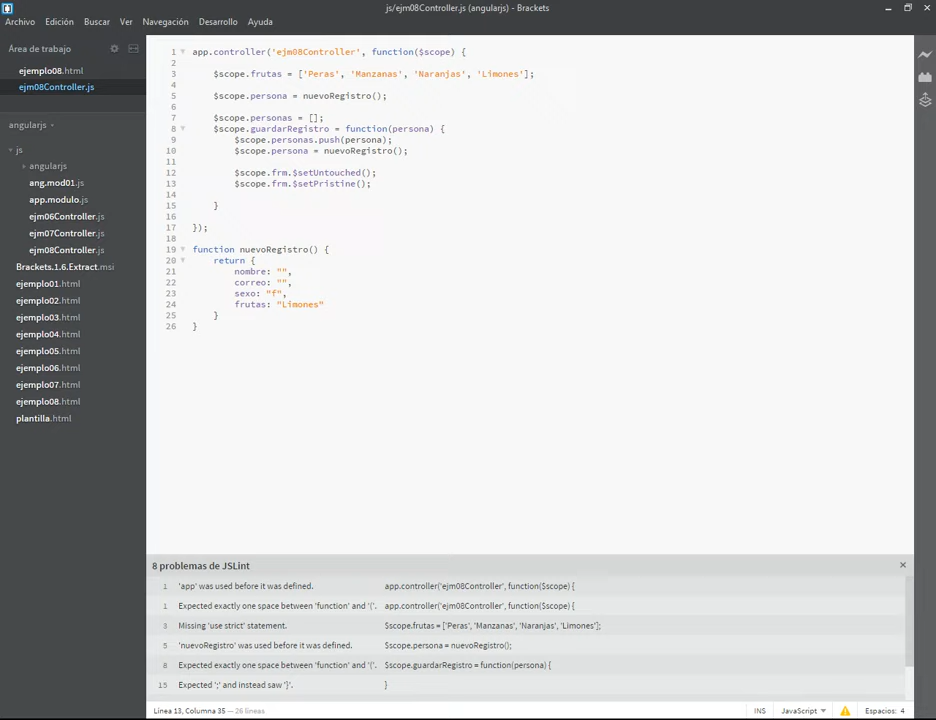 js/ejm08Controller.js (angularjs) - Brackets
Archivo Edición Buscar Ver Navegación Desarrollo Ayuda
Área de trabajo
ejemplo08.html
ejm08Controller.js
angularjs
js
angularjs
ang.mod01.js
app.modulo.js
ejm06Controller.js
ejm07Controller.js
ejm08Controller.js
Brackets.1.6.Extract.msi
ejemplo01.html
ejemplo02.html
ejemplo03.html
ejemplo04.html
ejemplo05.html
ejemplo06.html
ejemplo07.html
ejemplo08.html
plantilla.html
1 app.controller('ejm08Controller', function($scope) {
2
3 $scope.frutas = ['Peras', 'Manzanas', 'Naranjas', 'Limones'];
4
5 $scope.persona = nuevoRegistro();
6
7 $scope.personas = [];
8 $scope.guardarRegistro = function(persona) {
9 $scope.personas.push(persona);
10 $scope.persona = nuevoRegistro();
11
12 $scope.frm.$setUntouched();
13 $scope.frm.$setPristine();
14
15 }
16
17 });
18
19 function nuevoRegistro() {
20 return {
21 nombre: "",
22 correo: "",
23 sexo: "f",
24 frutas: "Limones"
25 }
26 }
8 problemas de JSLint
1 'app' was used before it was defined. app.controller('ejm08Controller', function($scope) {
1 Expected exactly one space between 'function' and '('. app.controller('ejm08Controller', function($scope) {
3 Missing 'use strict' statement. $scope.frutas = ['Peras', 'Manzanas', 'Naranjas', 'Limones'];
5 'nuevoRegistro' was used before it was defined. $scope.persona = nuevoRegistro();
8 Expected exactly one space between 'function' and '('. $scope.guardarRegistro = function(persona) {
15 Expected ';' and instead saw '}'. }
Línea 13, Columna 35 — 26 líneas INS JavaScript Espacios: 4